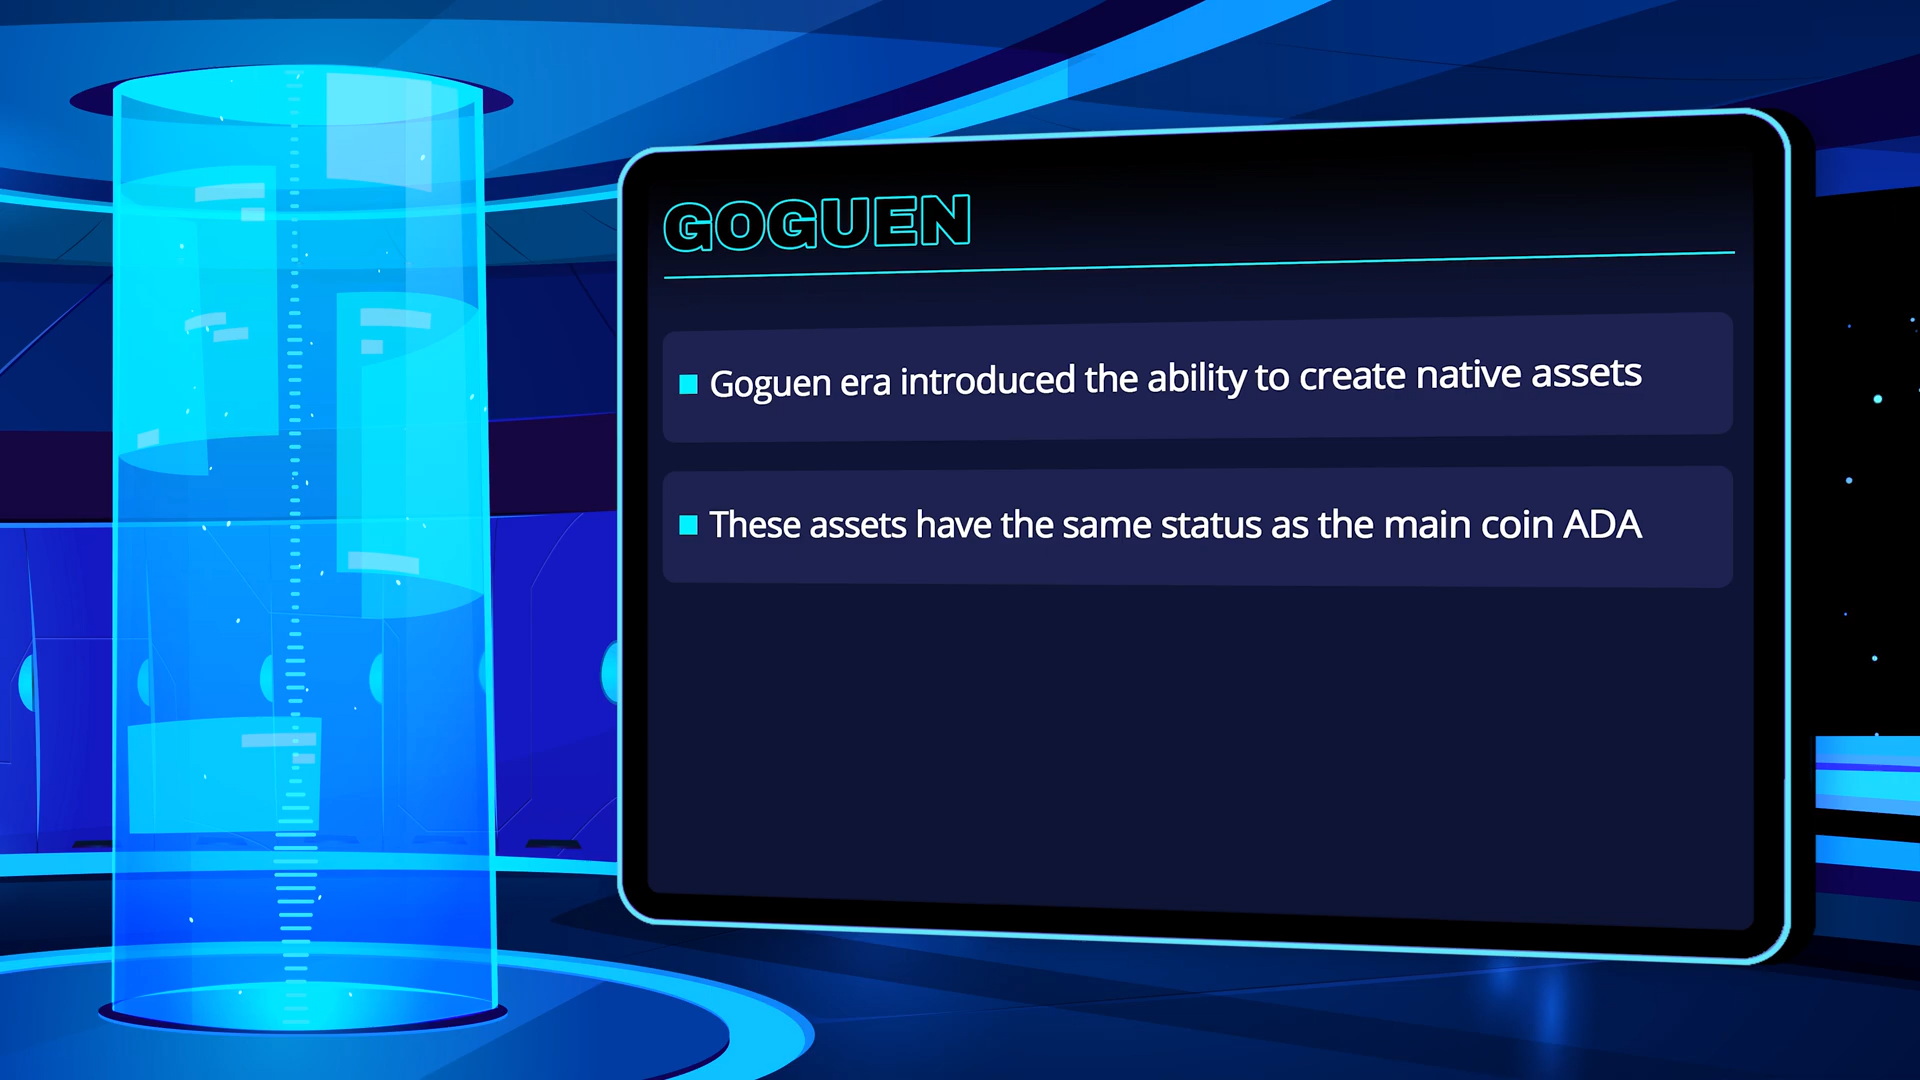 GOGUEN
Goguen era introduced the ability to create native assets
These assets have the same status as the main coin ADA